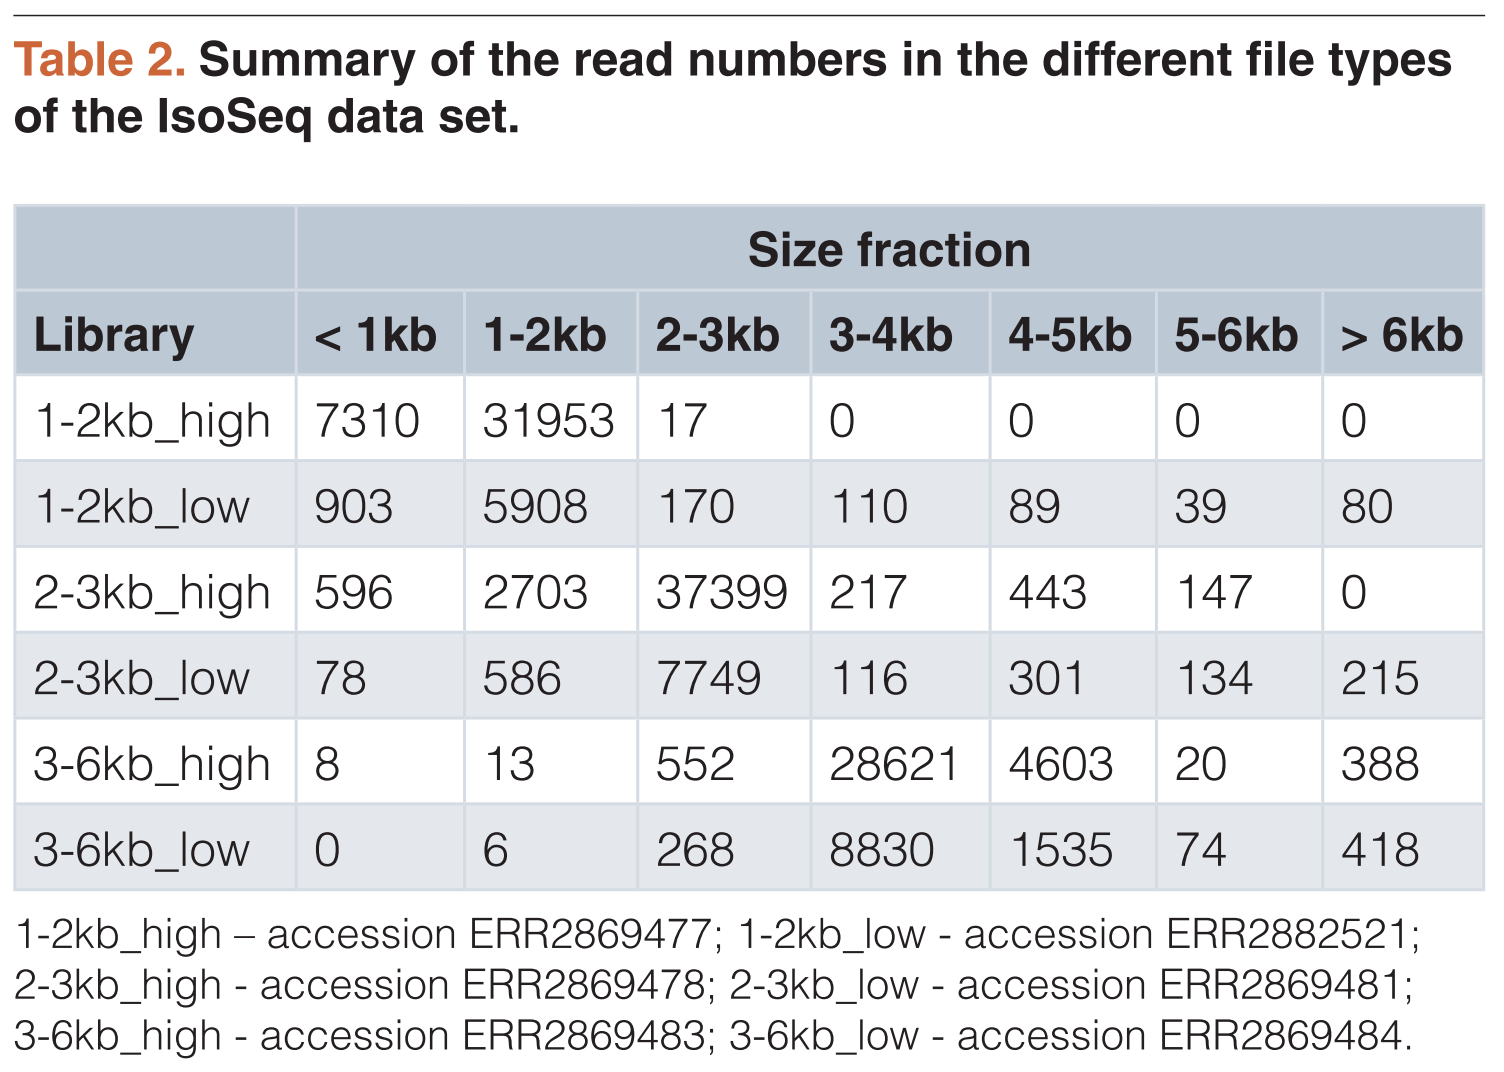 Table 2. Summary of the read numbers in the different file types
of the IsoSeq data set.
Size fraction
Library < 1kb 1-2kb 2-3kb 3-4kb 4-5kb 5-6kb > 6kb
1-2kb_high 7310 31953 17 0 0 0 0
1-2kb_low 903 5908 170 110 89 39 80
2-3kb_high 596 2703 37399 217 443 147 0
2-3kb_low 78 586 7749 116 301 134 215
3-6kb_high 8 13 552 28621 4603 20 388
3-6kb_low 0 6 268 8830 1535 74 418
1-2kb_high – accession ERR2869477; 1-2kb_low - accession ERR2882521;
2-3kb_high - accession ERR2869478; 2-3kb_low - accession ERR2869481;
3-6kb_high - accession ERR2869483; 3-6kb_low - accession ERR2869484.